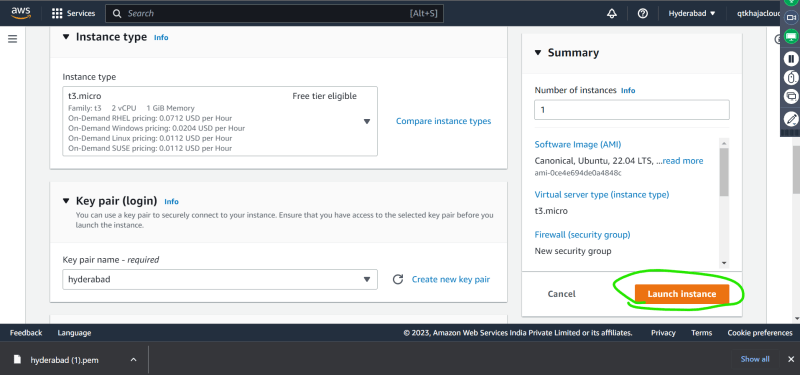 aws
Services
Search
[Alt+S]
Hyderabad
qtkhajacloud
Instance type Info
Instance type
t3.micro
Free tier eligible
Family: t3 2 vCPU 1 GiB Memory
On-Demand RHEL pricing: 0.0712 USD per Hour
On-Demand Windows pricing: 0.0204 USD per Hour
On-Demand Linux pricing: 0.0112 USD per Hour
On-Demand SUSE pricing: 0.0112 USD per Hour
Compare instance types
Key pair (login) Info
You can use a key pair to securely connect to your instance. Ensure that you have access to the selected key pair before you
launch the instance.
Key pair name - required
hyderabad
Create new key pair
Summary
Number of instances Info
1
Software Image (AMI)
Canonical, Ubuntu, 22.04 LTS, ...read more
ami-0ce4e694de0a4848c
Virtual server type (instance type)
t3.micro
Firewall (security group)
New security group
Cancel
Launch instance
Feedback
Language
© 2023, Amazon Web Services India Private Limited or its affiliates.
Privacy
Terms
Cookie preferences
hyderabad (1).pem
Show all